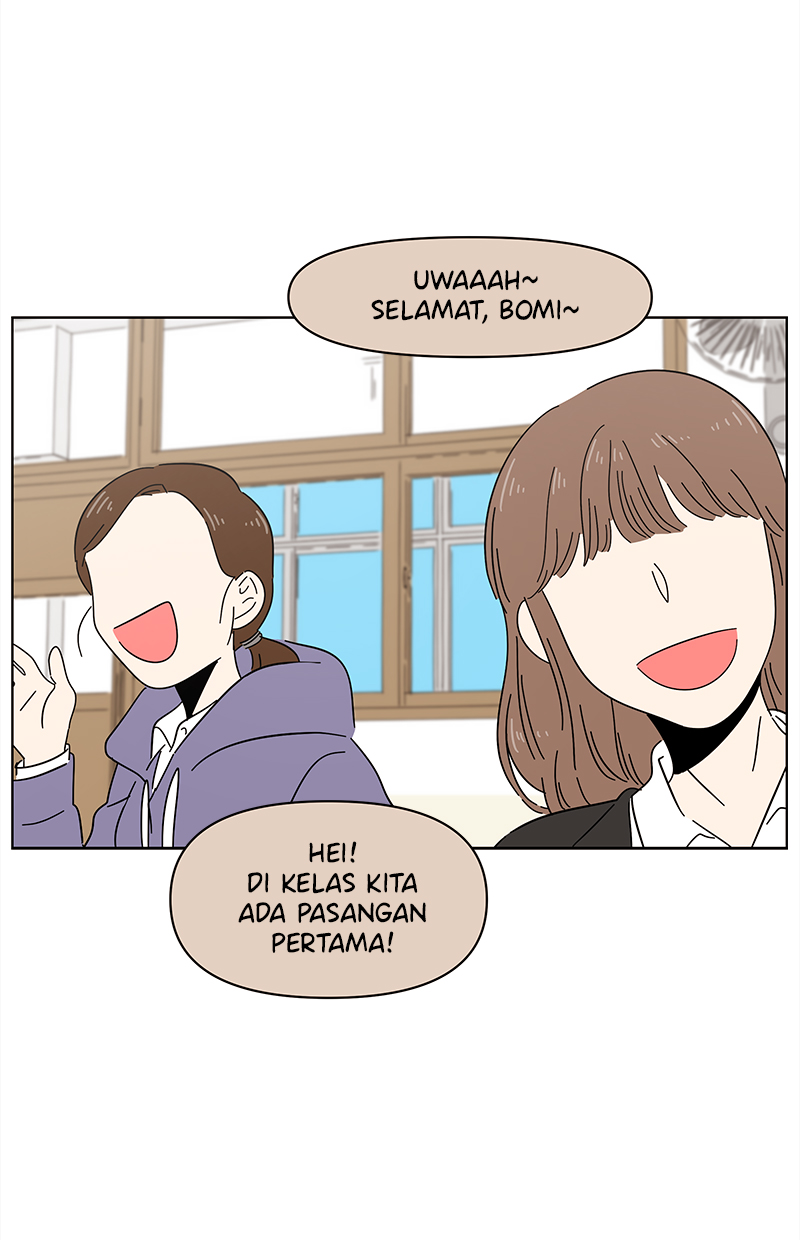 UWAAAH~
SELAMAT, BOMI~
HEI!
DI KELAS KITA
ADA PASANGAN
PERTAMA!